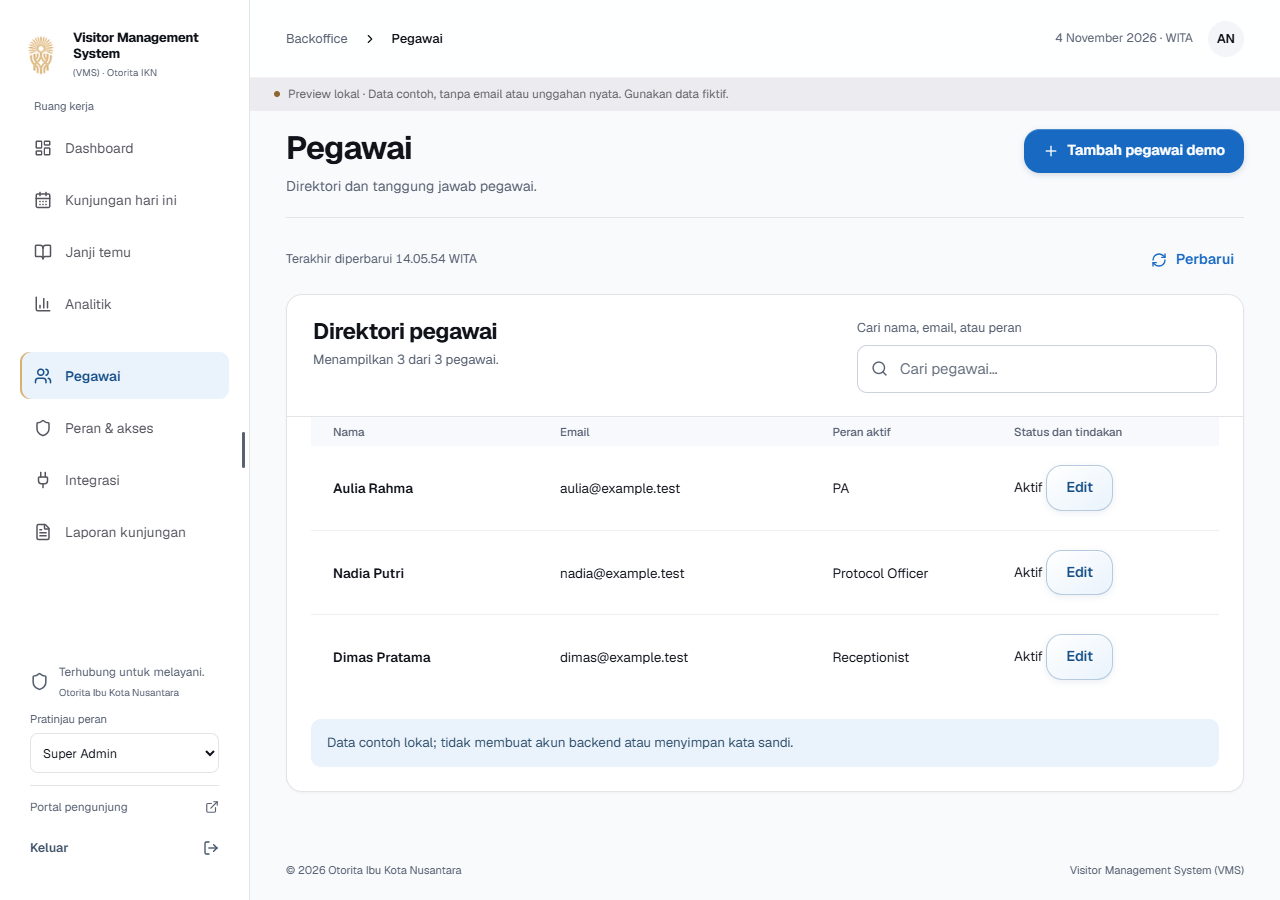 Visitor Management
System
(VMS) · Otorita IKN
Ruang kerja
Dashboard
Kunjungan hari ini
Janji temu
Analitik
Pegawai
Peran & akses
Integrasi
Laporan kunjungan
Terhubung untuk melayani.
Otorita Ibu Kota Nusantara
Pratinjau peran
Super Admin
Portal pengunjung
Keluar
Backoffice > Pegawai
4 November 2026 · WITA AN
Preview lokal · Data contoh, tanpa email atau unggahan nyata. Gunakan data fiktif.
Pegawai
Tambah pegawai demo
Direktori dan tanggung jawab pegawai.
Terakhir diperbarui 14.05.54 WITA
Perbarui
Direktori pegawai
Menampilkan 3 dari 3 pegawai.
Cari nama, email, atau peran
Cari pegawai…
Nama Email Peran aktif Status dan tindakan
Aulia Rahma aulia@example.test PA Aktif Edit
Nadia Putri nadia@example.test Protocol Officer Aktif Edit
Dimas Pratama dimas@example.test Receptionist Aktif Edit
Data contoh lokal; tidak membuat akun backend atau menyimpan kata sandi.
© 2026 Otorita Ibu Kota Nusantara
Visitor Management System (VMS)